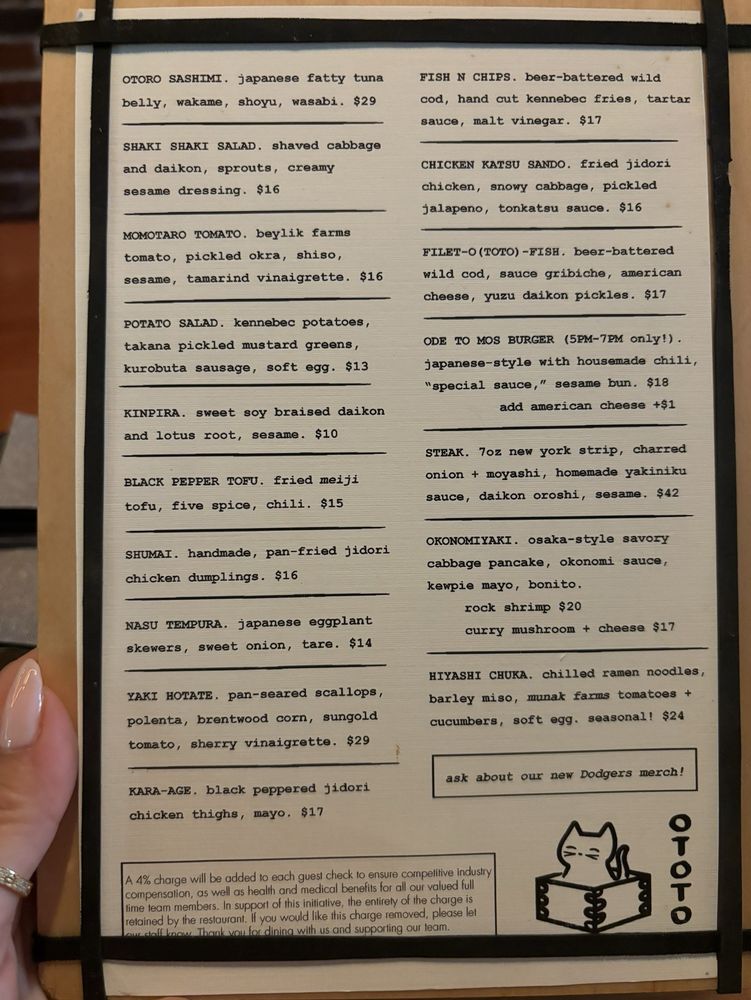 OTORO SASHIMI. japanese fatty tuna
belly, wakame, shoyu, wasabi. $29
SHAKI SHAKI SALAD. shaved cabbage
and daikon, sprouts, creamy
sesame dressing. $16
MOMOTARO TOMATO. beylik farms
tomato, pickled okra, shiso,
sesame, tamarind vinaigrette. $16
POTATO SALAD. kennebec potatoes,
takana pickled mustard greens,
kurobuta sausage, soft egg. $13
KINPIRA. sweet soy braised daikon
and lotus root, sesame. $10
BLACK PEPPER TOFU. fried meiji
tofu, five spice, chili. $15
SHUMAI. handmade, pan-fried jidori
chicken dumplings. $16
NASU TEMPURA. japanese eggplant
skewers, sweet onion, tare. $14
YAKI HOTATE. pan-seared scallops,
polenta, brentwood corn, sungold
tomato, sherry vinaigrette. $29
KARA-AGE. black peppered jidori
chicken thighs, mayo. $17
A 4% charge will be added to each guest check to ensure competitive industry
compensation, as well as health and medical benefits for all our valued full
time team members. In support of this initiative, the entirety of the charge is
retained by the restaurant. If you would like this charge removed, please let
our staff know. Thank you for dining with us and supporting our team.
FISH N CHIPS. beer-battered wild
cod, hand cut kennebec fries, tartar
sauce, malt vinegar. $17
CHICKEN KATSU SANDO. fried jidori
chicken, snowy cabbage, pickled
jalapeno, tonkatsu sauce. $16
FILET-O(TOTO)-FISH. beer-battered
wild cod, sauce gribiche, american
cheese, yuzu daikon pickles. $17
ODE TO MOS BURGER (5PM-7PM only!).
japanese-style with housemade chili,
"special sauce," sesame bun. $18
add american cheese +$1
STEAK. 7oz new york strip, charred
onion + moyashi, homemade yakiniku
sauce, daikon oroshi, sesame. $42
OKONOMIYAKI. osaka-style savory
cabbage pancake, okonomi sauce,
kewpie mayo, bonito.
rock shrimp $20
curry mushroom + cheese $17
HIYASHI CHUKA. chilled ramen noodles,
barley miso, munak farms tomatoes +
cucumbers, soft egg. seasonal! $24
ask about our new Dodgers merch!
OTOTO